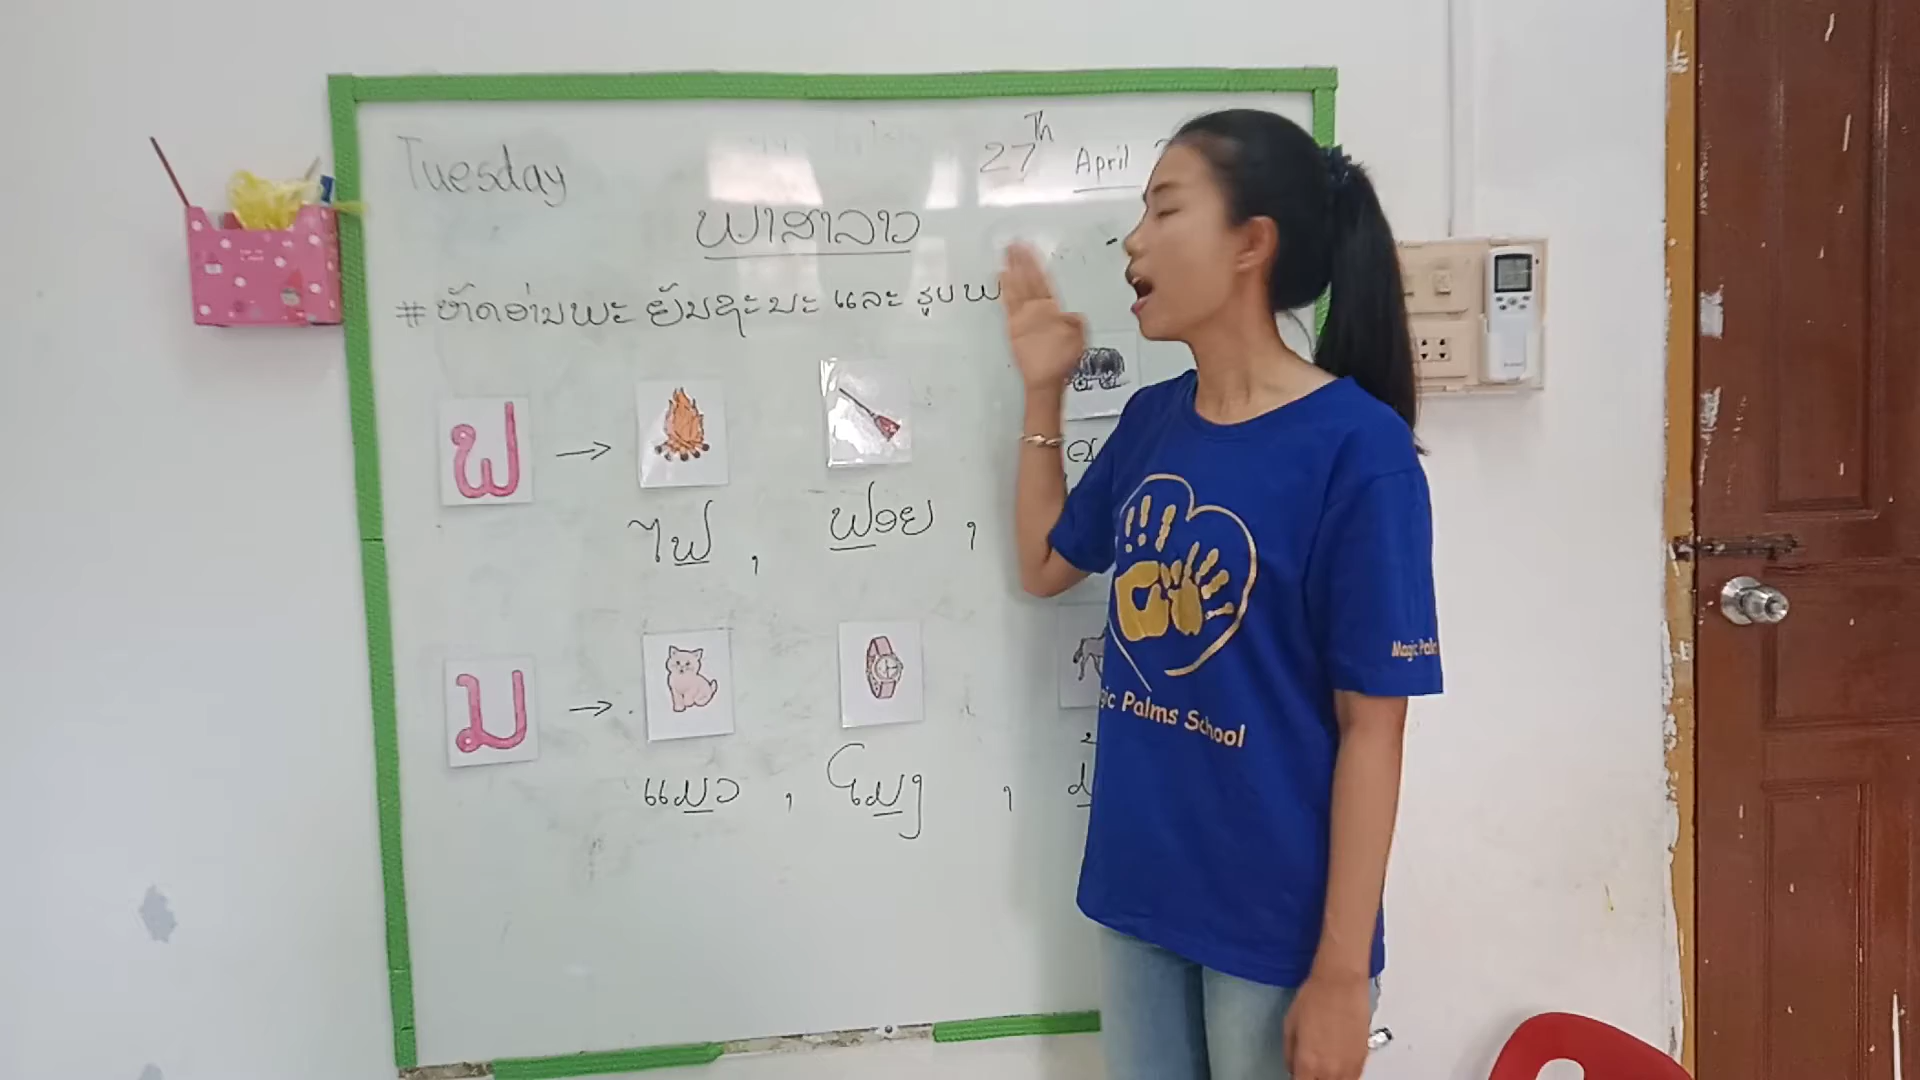 Tuesday
27Th April
ພາສາລາວ
# ຫັດອ່ານພະຍັນຊະນະ ແລະ ຮູບພ
ຟ →
ໄຟ , ຟອຍ ,
ມ →
ແມວ , ໂມງ ,
Magic Pal
gic Palms School